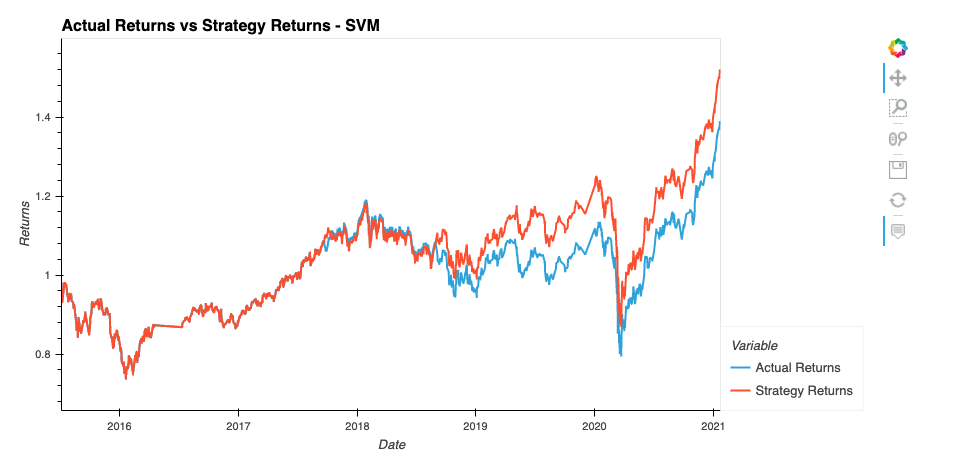 Actual Returns vs Strategy Returns - SVM
Returns
1.4
1.2
1
0.8
2016 2017 2018 2019 2020 2021
Date
Variable
Actual Returns
Strategy Returns